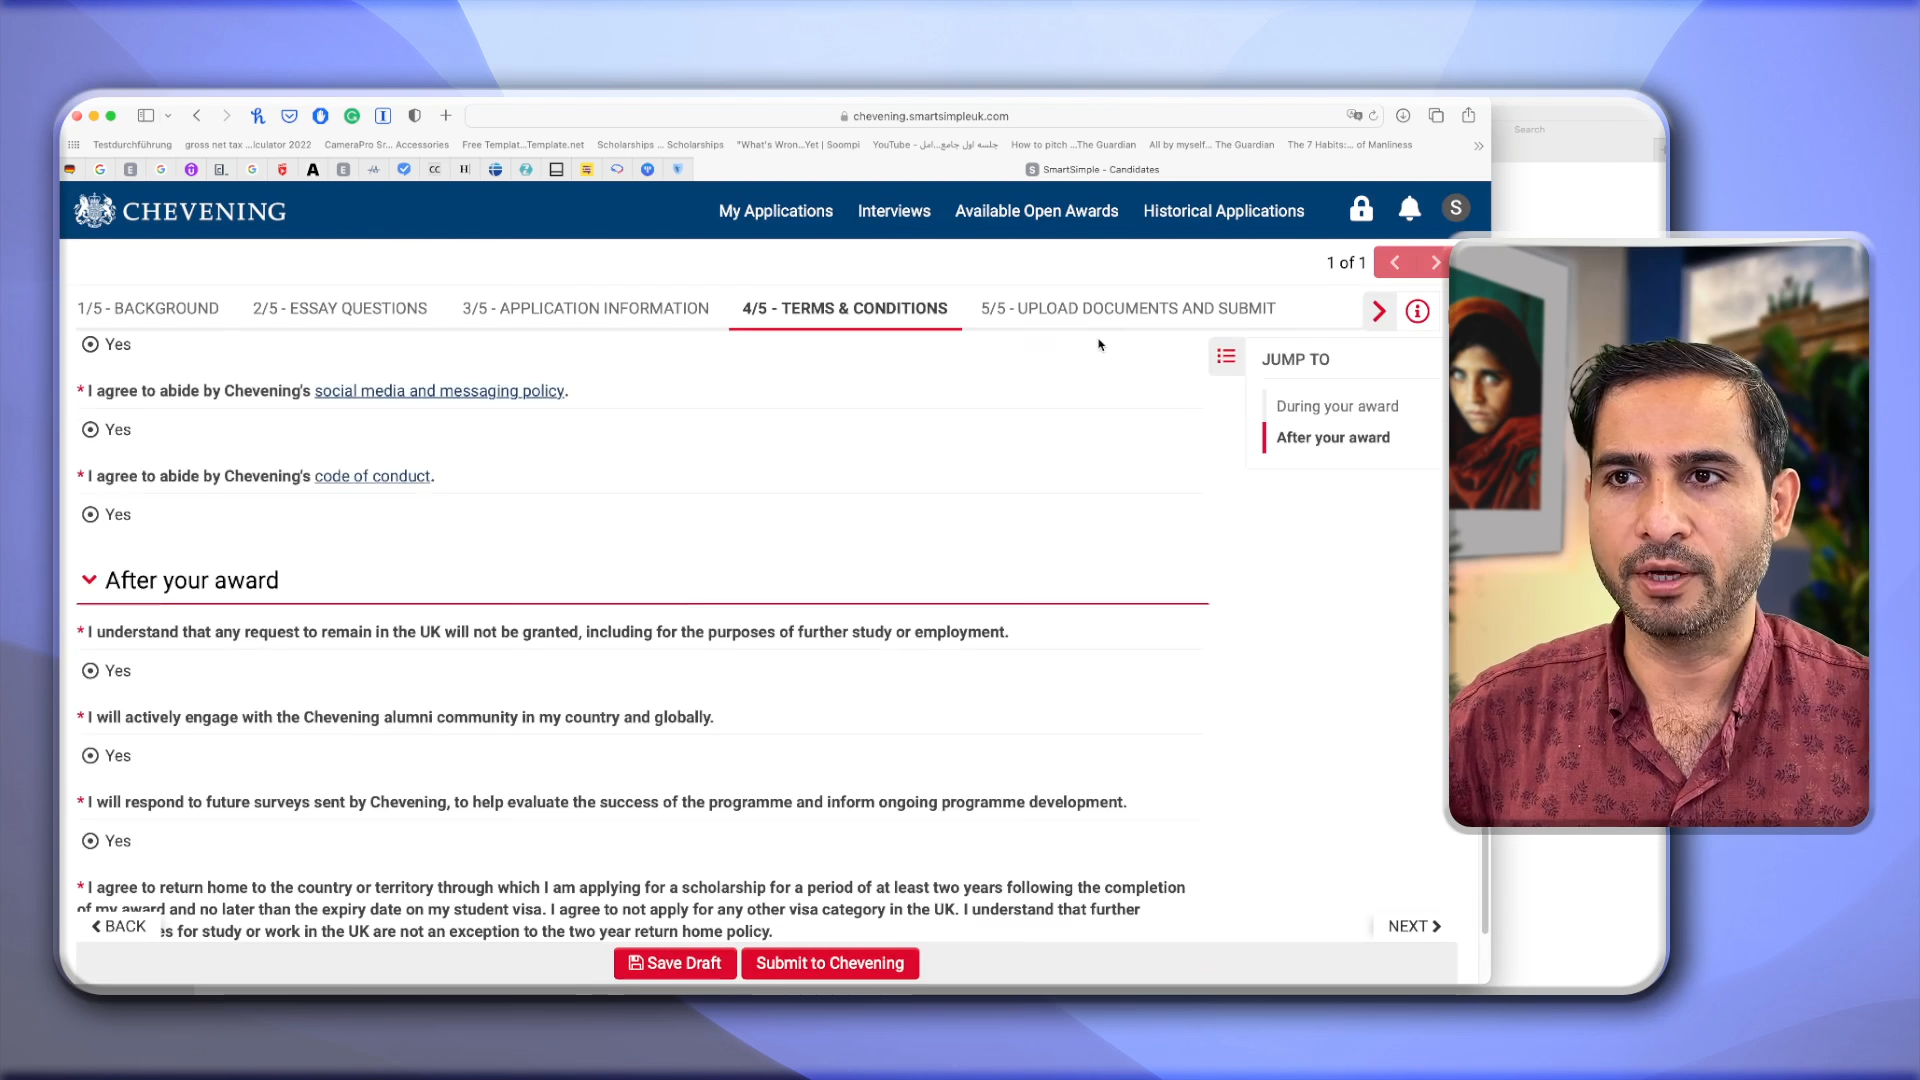 chevening.smartsimpleuk.com
Search
Testdurchführung gross net tax ...lculator 2022 CameraPro Sr... Accessories Free Templat...Template.net Scholarships ... Scholarships "What's Wron...Yet | Soompi YouTube - جلسه اول جامع...امل How to pitch ...The Guardian All by myself... The Guardian The 7 Habits:... of Manliness
SmartSimple - Candidates
CHEVENING
My Applications Interviews Available Open Awards Historical Applications S
1 of 1
1/5 - BACKGROUND 2/5 - ESSAY QUESTIONS 3/5 - APPLICATION INFORMATION 4/5 - TERMS & CONDITIONS 5/5 - UPLOAD DOCUMENTS AND SUBMIT
Yes
JUMP TO
During your award
After your award
* I agree to abide by Chevening's social media and messaging policy.
Yes
* I agree to abide by Chevening's code of conduct.
Yes
After your award
* I understand that any request to remain in the UK will not be granted, including for the purposes of further study or employment.
Yes
* I will actively engage with the Chevening alumni community in my country and globally.
Yes
* I will respond to future surveys sent by Chevening, to help evaluate the success of the programme and inform ongoing programme development.
Yes
* I agree to return home to the country or territory through which I am applying for a scholarship for a period of at least two years following the completion
of my award and no later than the expiry date on my student visa. I agree to not apply for any other visa category in the UK. I understand that further
es for study or work in the UK are not an exception to the two year return home policy.
BACK
NEXT
Save Draft Submit to Chevening